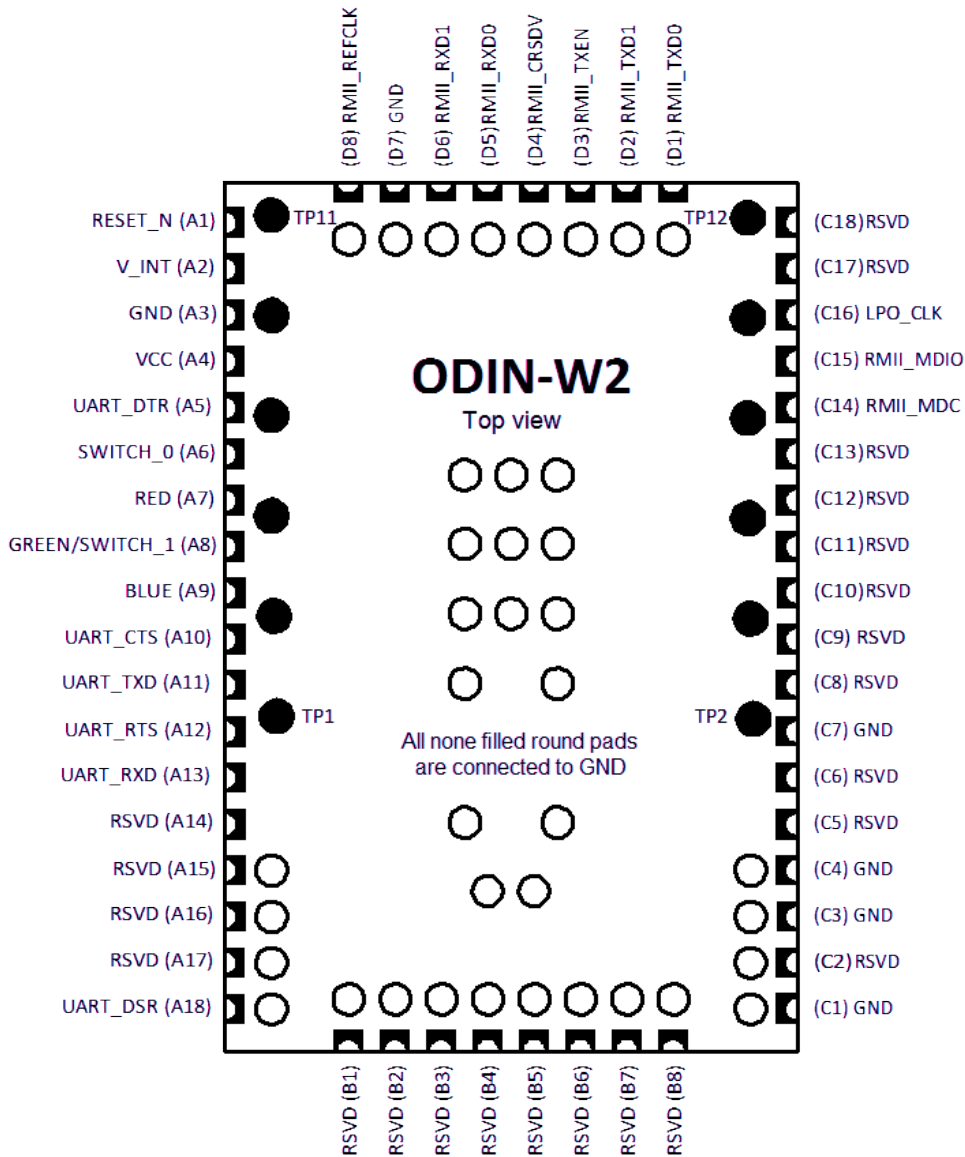 (D8) RMII_REFCLK
(D7) GND
(D6) RMII_RXD1
(D5)RMII_RXD0
(D4)RMII_CRSDV
(D3)RMII_TXEN
(D2) RMII_TXD1
(D1) RMII_TXD0
RESET_N (A1)
V_INT (A2)
GND (A3)
VCC (A4)
UART_DTR (A5)
SWITCH_0 (A6)
RED (A7)
GREEN/SWITCH_1 (A8)
BLUE (A9)
UART_CTS (A10)
UART_TXD (A11)
UART_RTS (A12)
UART_RXD (A13)
RSVD (A14)
RSVD (A15)
RSVD (A16)
RSVD (A17)
UART_DSR (A18)
TP11
TP12
ODIN-W2
Top view
TP1
TP2
All none filled round pads
are connected to GND
(C18)RSVD
(C17)RSVD
(C16) LPO_CLK
(C15) RMII_MDIO
(C14) RMII_MDC
(C13)RSVD
(C12) RSVD
(C11)RSVD
(C10)RSVD
(C9) RSVD
(C8) RSVD
(C7) GND
(C6) RSVD
(C5) RSVD
(C4) GND
(C3) GND
(C2)RSVD
(C1) GND
RSVD (B1)
RSVD (B2)
RSVD (B3)
RSVD (B4)
RSVD (B5)
RSVD (B6)
RSVD (B7)
RSVD (B8)